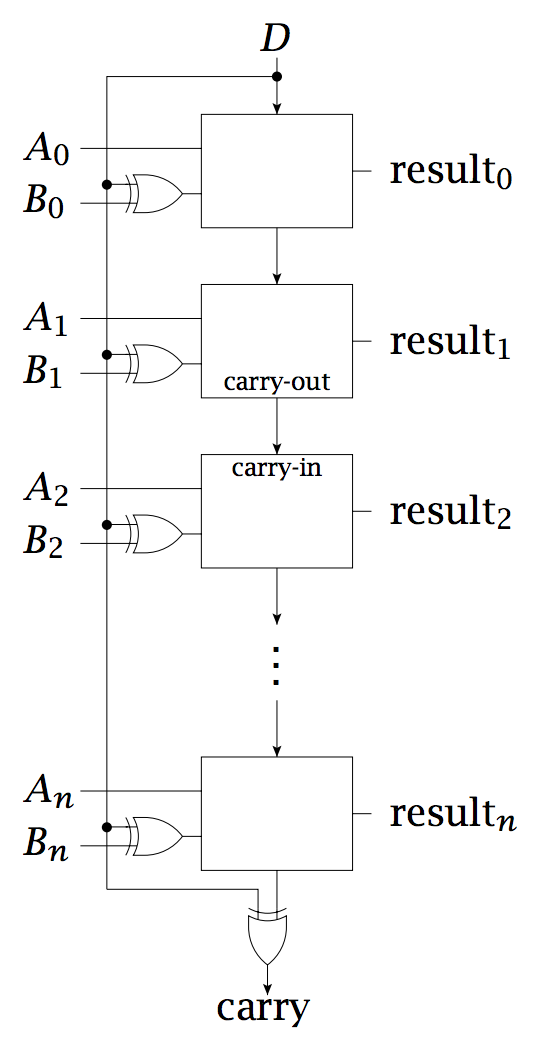 D
A₀
B₀
result₀
A₁
B₁
carry-out
result₁
carry-in
A₂
B₂
result₂
⋮
Aₙ
Bₙ
resultₙ
carry